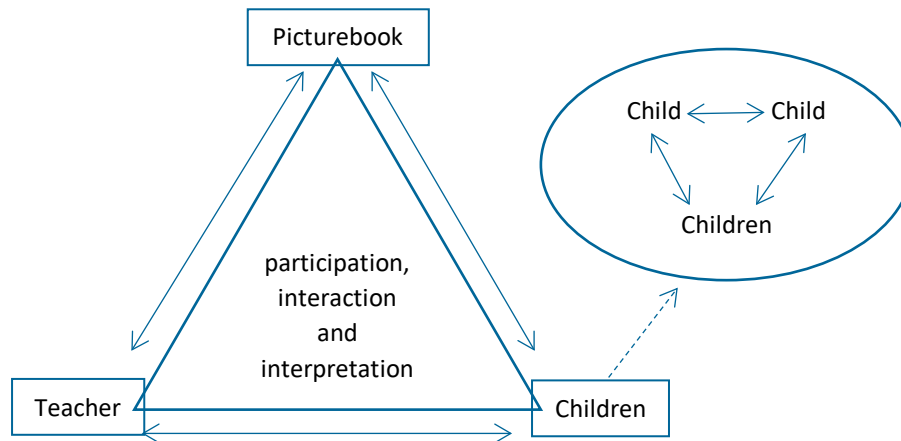 Picturebook
Child
Child
Children
participation,
interaction
and
interpretation
Teacher
Children